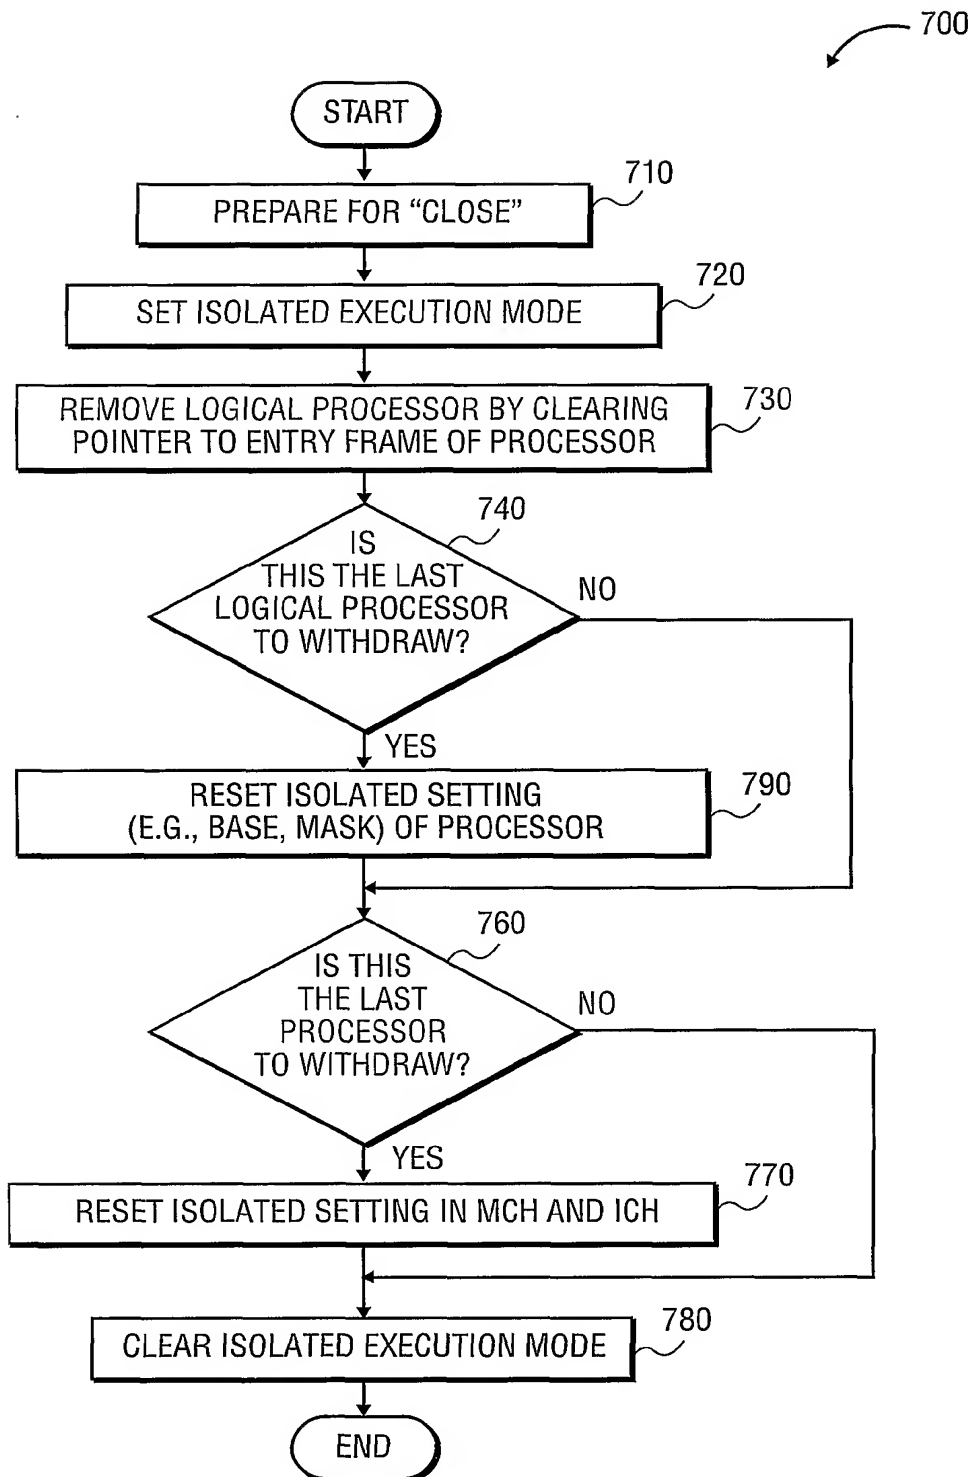 700
START
710
PREPARE FOR “CLOSE”
720
SET ISOLATED EXECUTION MODE
730
REMOVE LOGICAL PROCESSOR BY CLEARING
POINTER TO ENTRY FRAME OF PROCESSOR
740
IS
THIS THE LAST
LOGICAL PROCESSOR
TO WITHDRAW?
NO
YES
790
RESET ISOLATED SETTING
(E.G., BASE, MASK) OF PROCESSOR
760
IS THIS
THE LAST
PROCESSOR
TO WITHDRAW?
NO
YES
770
RESET ISOLATED SETTING IN MCH AND ICH
780
CLEAR ISOLATED EXECUTION MODE
END